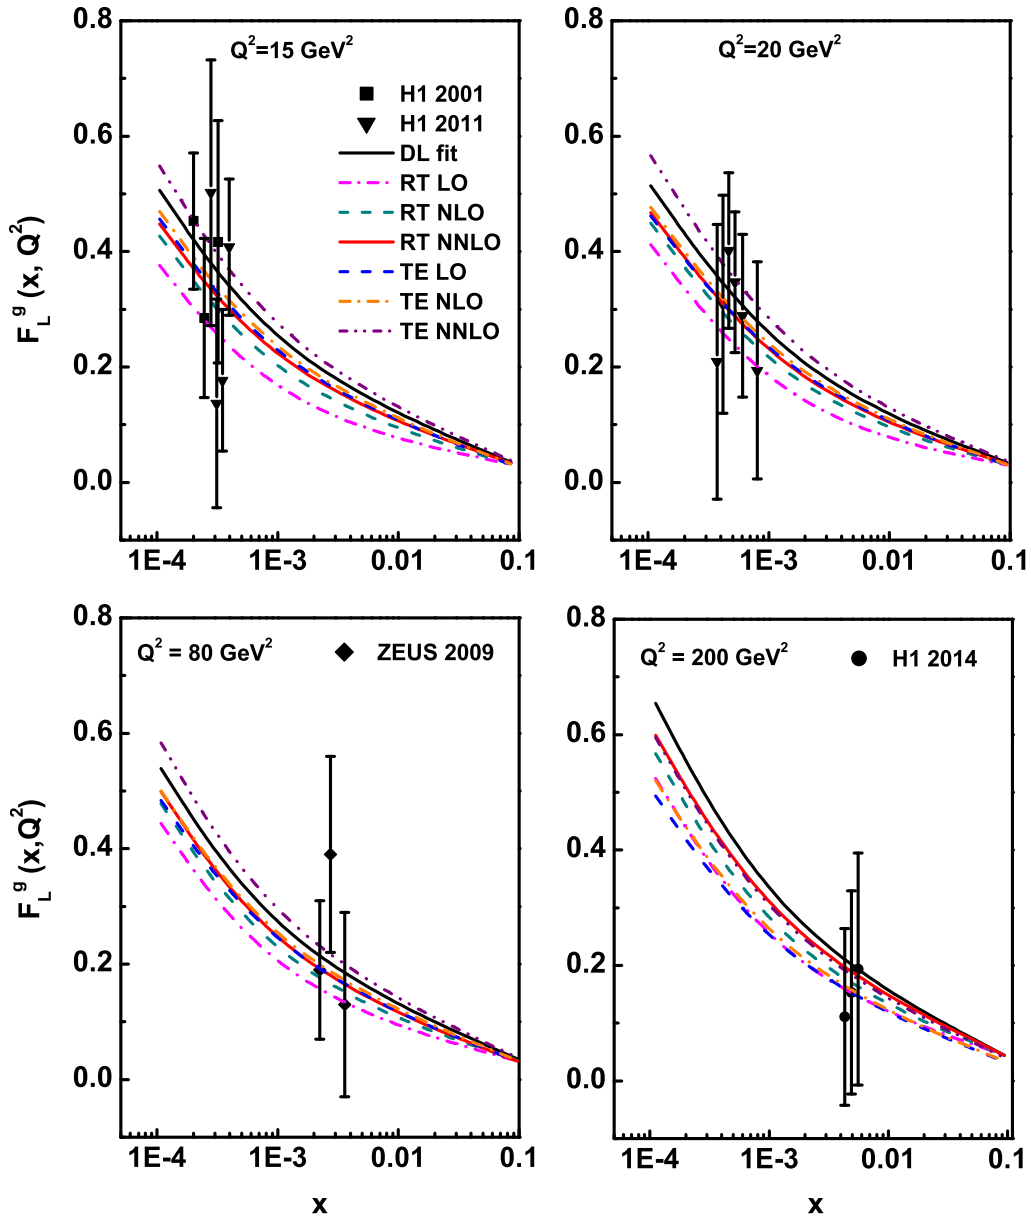 Q²=15 GeV²
H1 2001
H1 2011
DL fit
RT LO
RT NLO
RT NNLO
TE LO
TE NLO
TE NNLO
F_L^g (x, Q²)
0.8
0.6
0.4
0.2
0.0
1E-4 1E-3 0.01 0.1
Q²=20 GeV²
0.8
0.6
0.4
0.2
0.0
1E-4 1E-3 0.01 0.1
Q² = 80 GeV²
ZEUS 2009
F_L^g (x,Q²)
0.8
0.6
0.4
0.2
0.0
1E-4 1E-3 0.01 0.1
x
Q² = 200 GeV²
H1 2014
0.8
0.6
0.4
0.2
0.0
1E-4 1E-3 0.01 0.1
x